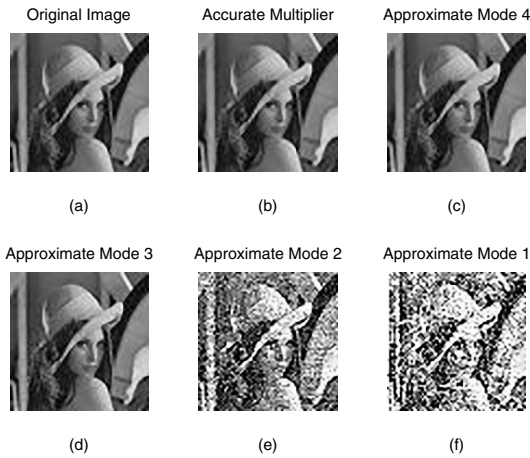 Original Image
Accurate Multiplier
Approximate Mode 4
(a)
(b)
(c)
Approximate Mode 3
Approximate Mode 2
Approximate Mode 1
(d)
(e)
(f)